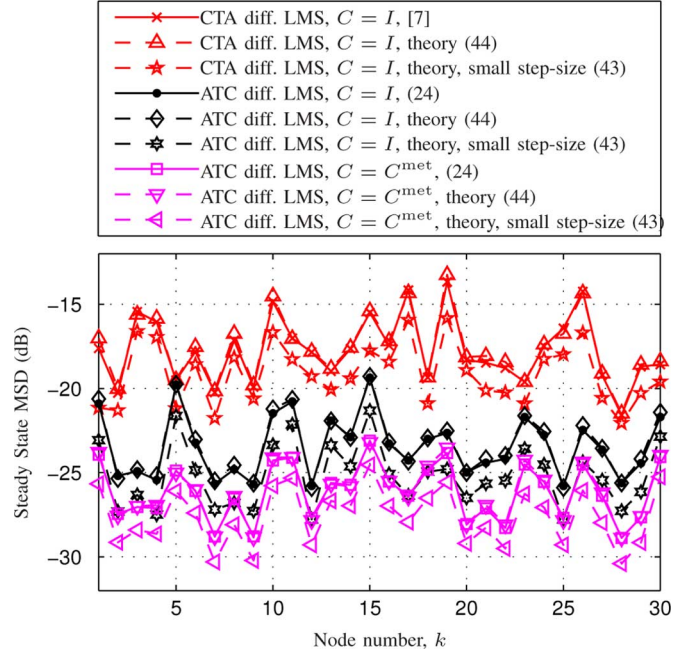 CTA diff. LMS, C = I, [7]
CTA diff. LMS, C = I, theory (44)
CTA diff. LMS, C = I, theory, small step-size (43)
ATC diff. LMS, C = I, (24)
ATC diff. LMS, C = I, theory (44)
ATC diff. LMS, C = I, theory, small step-size (43)
ATC diff. LMS, C = C^met, (24)
ATC diff. LMS, C = C^met, theory (44)
ATC diff. LMS, C = C^met, theory, small step-size (43)
Steady State MSD (dB)
−15
−20
−25
−30
5 10 15 20 25 30
Node number, k